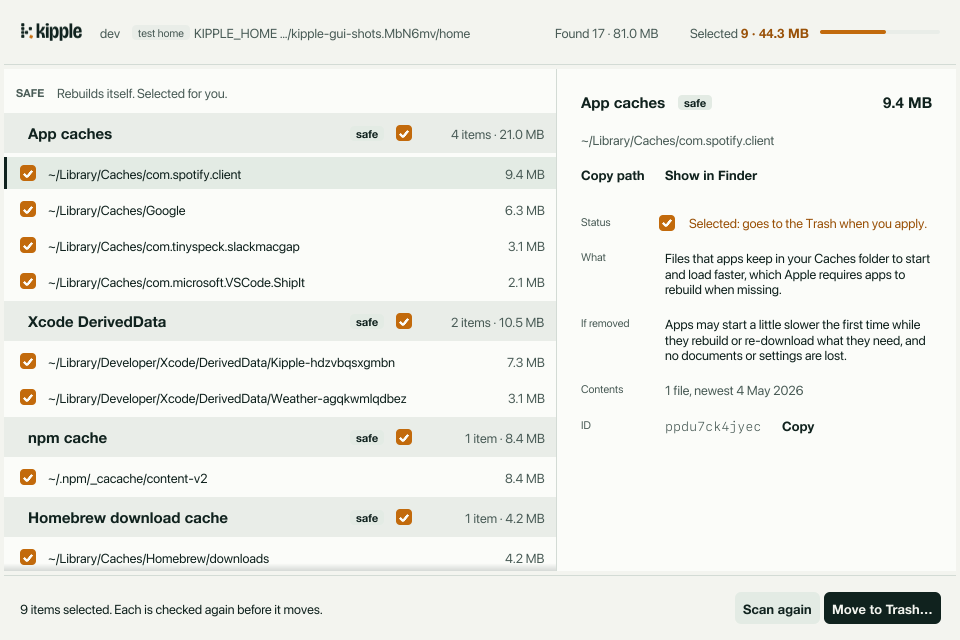 kipple dev test home KIPPLE_HOME …/kipple-gui-shots.MbN6mv/home Found 17 · 81.0 MB Selected 9 · 44.3 MB
SAFE Rebuilds itself. Selected for you.
App caches safe 4 items · 21.0 MB
~/Library/Caches/com.spotify.client 9.4 MB
~/Library/Caches/Google 6.3 MB
~/Library/Caches/com.tinyspeck.slackmacgap 3.1 MB
~/Library/Caches/com.microsoft.VSCode.ShipIt 2.1 MB
Xcode DerivedData safe 2 items · 10.5 MB
~/Library/Developer/Xcode/DerivedData/Kipple-hdzvbqsxgmbn 7.3 MB
~/Library/Developer/Xcode/DerivedData/Weather-agqkwmlqdbez 3.1 MB
npm cache safe 1 item · 8.4 MB
~/.npm/_cacache/content-v2 8.4 MB
Homebrew download cache safe 1 item · 4.2 MB
~/Library/Caches/Homebrew/downloads 4.2 MB
App caches safe 9.4 MB
~/Library/Caches/com.spotify.client
Copy path Show in Finder
Status Selected: goes to the Trash when you apply.
What Files that apps keep in your Caches folder to start
and load faster, which Apple requires apps to
rebuild when missing.
If removed Apps may start a little slower the first time while
they rebuild or re-download what they need, and
no documents or settings are lost.
Contents 1 file, newest 4 May 2026
ID ppdu7ck4jyec Copy
9 items selected. Each is checked again before it moves.
Scan again Move to Trash…